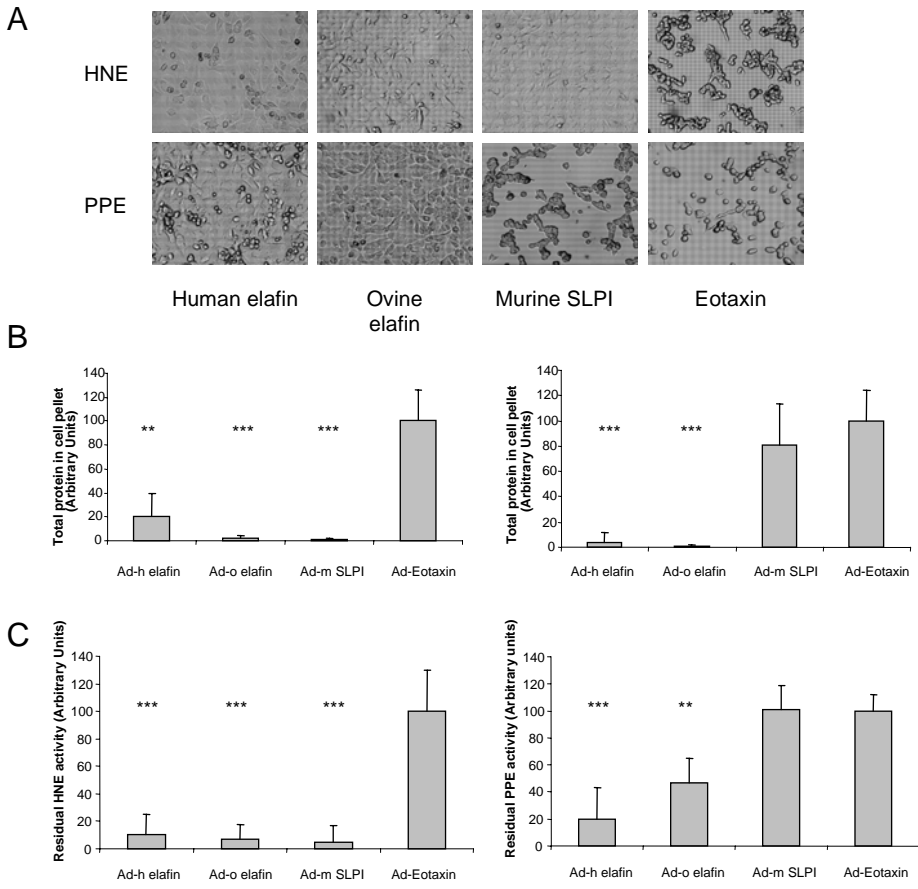 A
HNE
PPE
Human elafin
Ovine
elafin
Murine SLPI
Eotaxin
B
Total protein in cell pellet
(Arbitrary Units)
140
120
100
80
60
40
20
0
** *** ***
Ad-h elafin Ad-o elafin Ad-m SLPI Ad-Eotaxin
Total protein in cell pellet
(Arbitrary Units)
140
120
100
80
60
40
20
0
*** ***
Ad-h elafin Ad-o elafin Ad-m SLPI Ad-Eotaxin
C
Residual HNE activity (Arbitrary Units)
140
120
100
80
60
40
20
0
*** *** ***
Ad-h elafin Ad-o elafin Ad-m SLPI Ad-Eotaxin
Residual PPE activity (Arbitrary units)
140
120
100
80
60
40
20
0
*** **
Ad-h elafin Ad-o elafin Ad-m SLPI Ad-Eotaxin